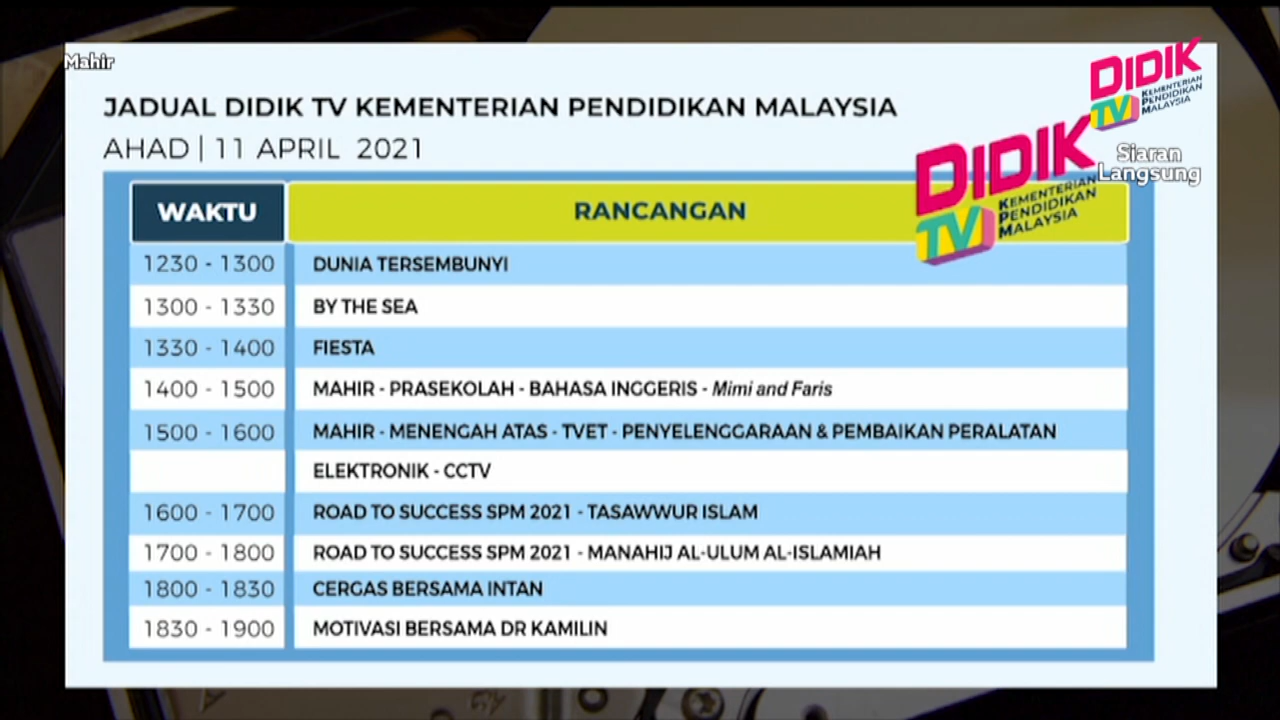 Mahir
DIDIK
TV KEMENTERIAN
PENDIDIKAN
MALAYSIA
Siaran
Langsung
JADUAL DIDIK TV KEMENTERIAN PENDIDIKAN MALAYSIA
AHAD | 11 APRIL 2021
DIDIK
TV KEMENTERIAN
PENDIDIKAN
MALAYSIA
WAKTU RANCANGAN
1230 - 1300 DUNIA TERSEMBUNYI
1300 - 1330 BY THE SEA
1330 - 1400 FIESTA
1400 - 1500 MAHIR - PRASEKOLAH - BAHASA INGGERIS - Mimi and Faris
1500 - 1600 MAHIR - MENENGAH ATAS - TVET - PENYELENGGARAAN & PEMBAIKAN PERALATAN
ELEKTRONIK - CCTV
1600 - 1700 ROAD TO SUCCESS SPM 2021 - TASAWWUR ISLAM
1700 - 1800 ROAD TO SUCCESS SPM 2021 - MANAHIJ AL-ULUM AL-ISLAMIAH
1800 - 1830 CERGAS BERSAMA INTAN
1830 - 1900 MOTIVASI BERSAMA DR KAMILIN